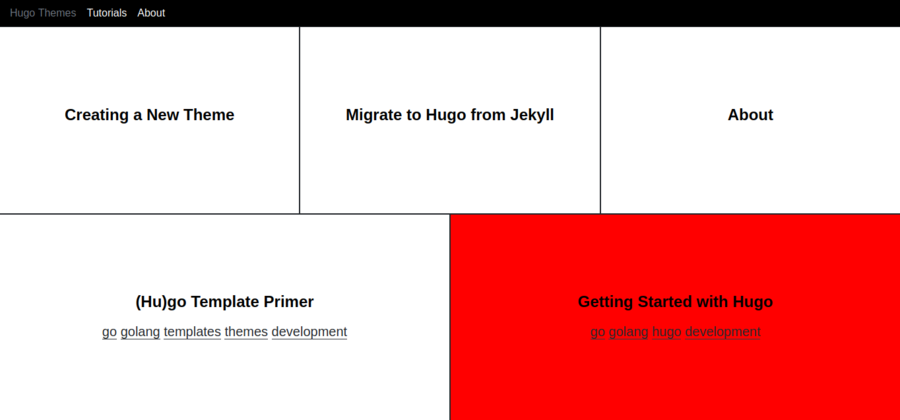 Hugo Themes Tutorials About
Creating a New Theme
Migrate to Hugo from Jekyll
About
(Hu)go Template Primer
go golang templates themes development
Getting Started with Hugo
go golang hugo development